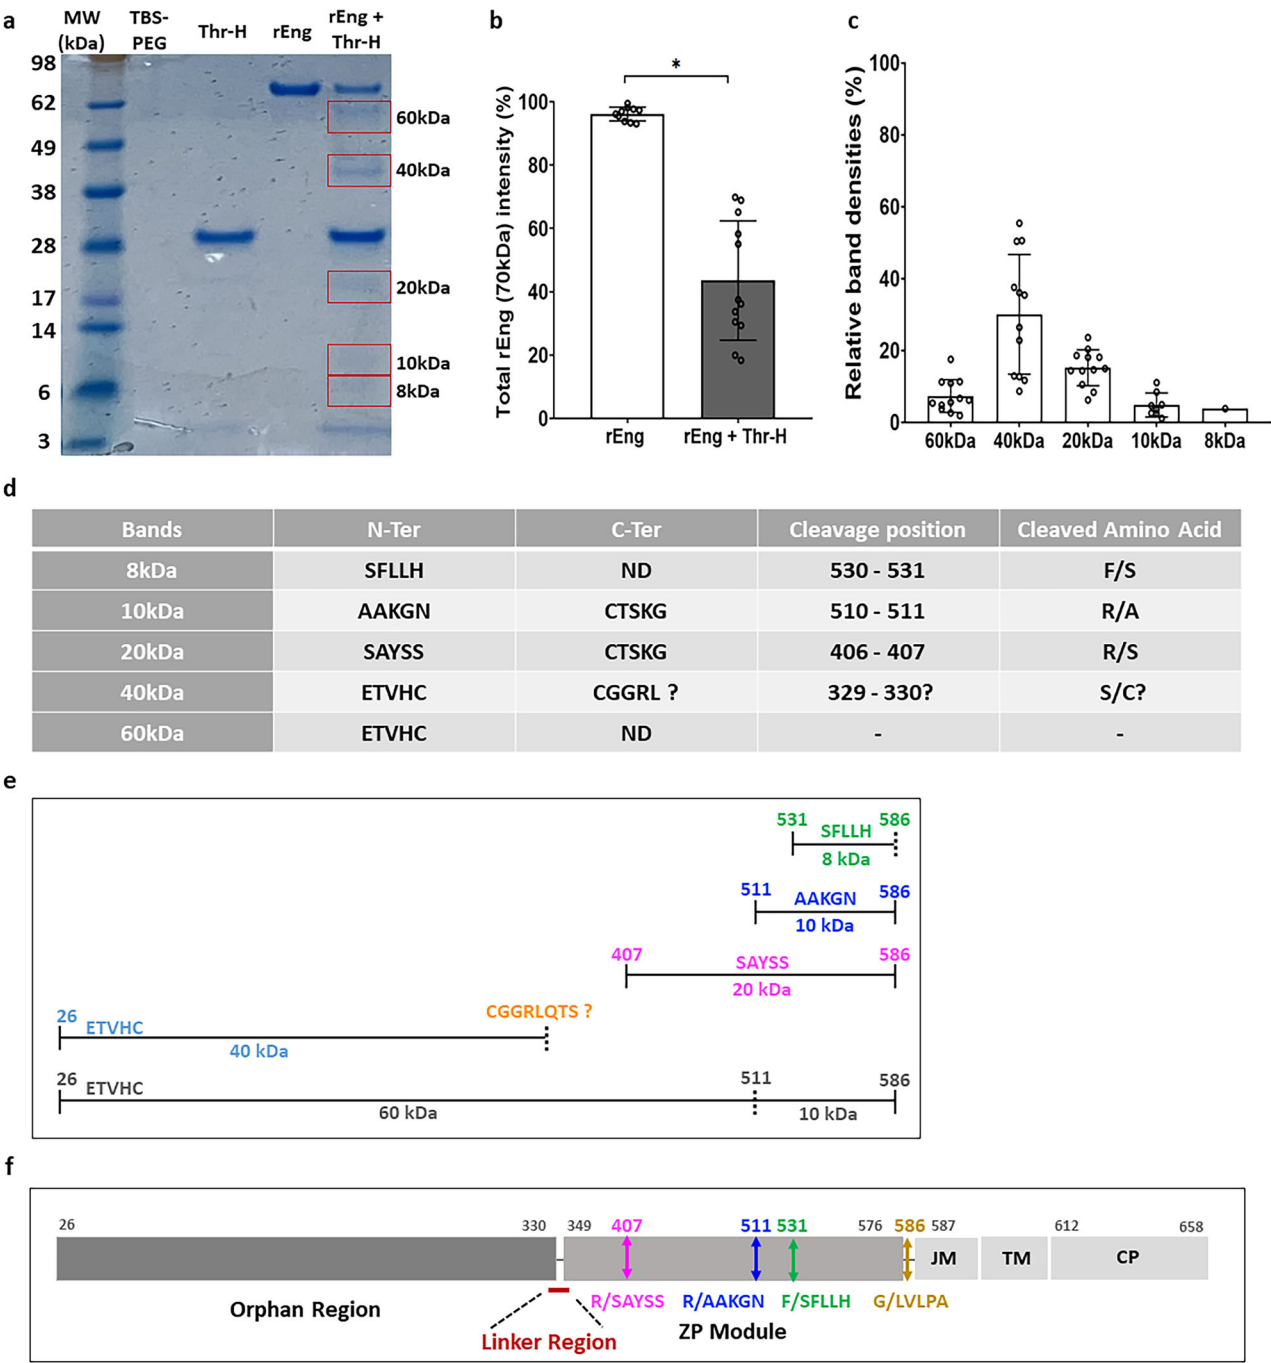 a
MW (kDa)
TBS-PEG
Thr-H
rEng
rEng + Thr-H
98
62
49
38
28
17
14
6
3
60kDa
40kDa
20kDa
10kDa
8kDa
b
Total rEng (70kDa) intensity (%)
100
80
60
40
20
0
*
rEng
rEng + Thr-H
c
Relative band densities (%)
100
80
60
40
20
0
60kDa 40kDa 20kDa 10kDa 8kDa
d
Bands N-Ter C-Ter Cleavage position Cleaved Amino Acid
8kDa SFLLH ND 530 - 531 F/S
10kDa AAKGN CTSKG 510 - 511 R/A
20kDa SAYSS CTSKG 406 - 407 R/S
40kDa ETVHC CGGRL ? 329 - 330? S/C?
60kDa ETVHC ND - -
e
531 SFLLH 586
8 kDa
511 AAKGN 586
10 kDa
407 SAYSS 586
20 kDa
CGGRLQTS ?
26 ETVHC
40 kDa
26 ETVHC 511 586
60 kDa 10 kDa
f
26 330 349 407 511 531 576 586 587 612 658
JM TM CP
R/SAYSS R/AAKGN F/SFLLH G/LVLPA
Orphan Region
ZP Module
Linker Region